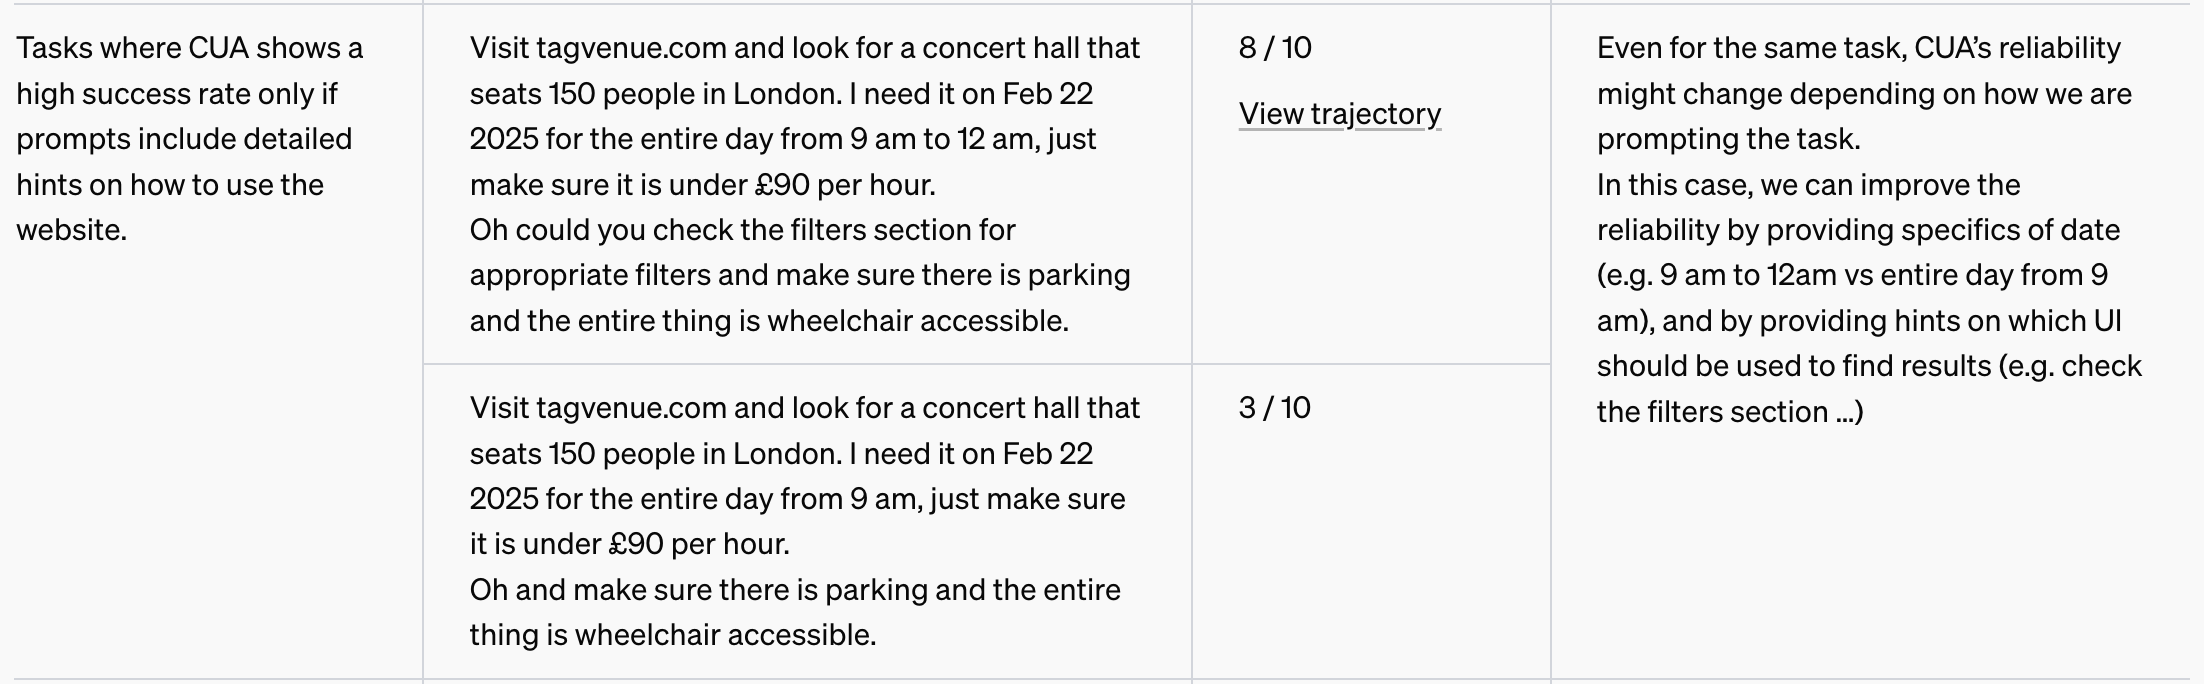 Tasks where CUA shows a
high success rate only if
prompts include detailed
hints on how to use the
website.
Visit tagvenue.com and look for a concert hall that
seats 150 people in London. I need it on Feb 22
2025 for the entire day from 9 am to 12 am, just
make sure it is under £90 per hour.
Oh could you check the filters section for
appropriate filters and make sure there is parking
and the entire thing is wheelchair accessible.
8 / 10
View trajectory
Visit tagvenue.com and look for a concert hall that
seats 150 people in London. I need it on Feb 22
2025 for the entire day from 9 am, just make sure
it is under £90 per hour.
Oh and make sure there is parking and the entire
thing is wheelchair accessible.
3 / 10
Even for the same task, CUA’s reliability
might change depending on how we are
prompting the task.
In this case, we can improve the
reliability by providing specifics of date
(e.g. 9 am to 12am vs entire day from 9
am), and by providing hints on which UI
should be used to find results (e.g. check
the filters section …)